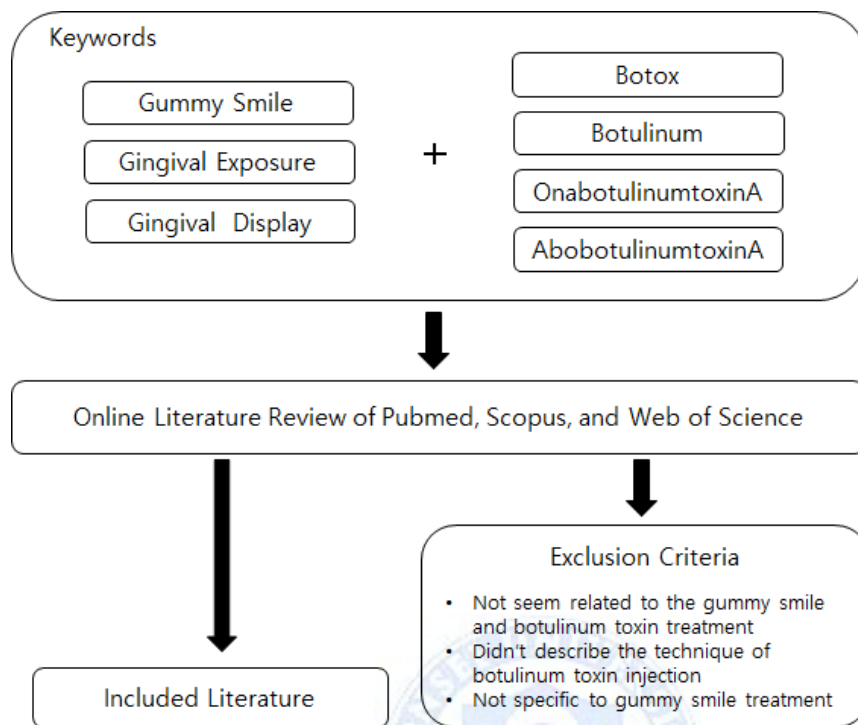 Keywords
Gummy Smile
Gingival Exposure
Gingival Display
+
Botox
Botulinum
OnabotulinumtoxinA
AbobotulinumtoxinA
Online Literature Review of Pubmed, Scopus, and Web of Science
Included Literature
Exclusion Criteria
• Not seem related to the gummy smile
and botulinum toxin treatment
• Didn't describe the technique of
botulinum toxin injection
• Not specific to gummy smile treatment